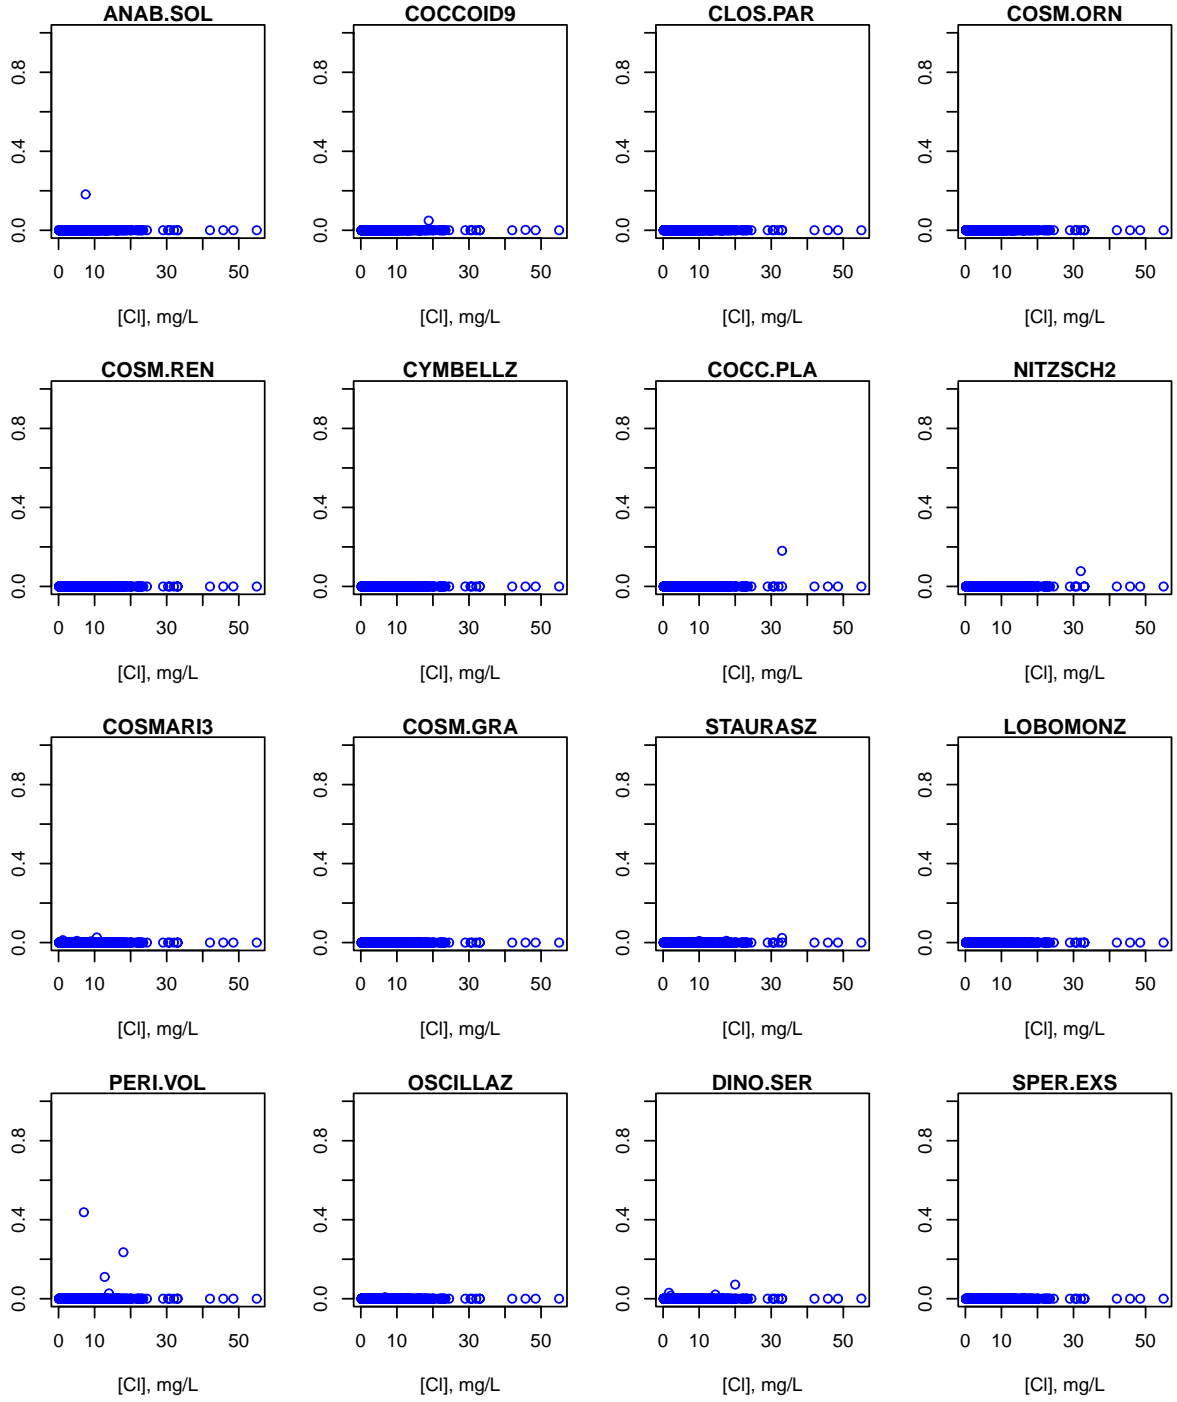 ANAB.SOL COCCOID9 CLOS.PAR COSM.ORN
0.8 0.8 0.8 0.8
0.4 0.4 0.4 0.4
0.0 0.0 0.0 0.0
0 10 30 50 0 10 30 50 0 10 30 50 0 10 30 50
[Cl], mg/L [Cl], mg/L [Cl], mg/L [Cl], mg/L
COSM.REN CYMBELLZ COCC.PLA NITZSCH2
0.8 0.8 0.8 0.8
0.4 0.4 0.4 0.4
0.0 0.0 0.0 0.0
0 10 30 50 0 10 30 50 0 10 30 50 0 10 30 50
[Cl], mg/L [Cl], mg/L [Cl], mg/L [Cl], mg/L
COSMARI3 COSM.GRA STAURASZ LOBOMONZ
0.8 0.8 0.8 0.8
0.4 0.4 0.4 0.4
0.0 0.0 0.0 0.0
0 10 30 50 0 10 30 50 0 10 30 50 0 10 30 50
[Cl], mg/L [Cl], mg/L [Cl], mg/L [Cl], mg/L
PERI.VOL OSCILLAZ DINO.SER SPER.EXS
0.8 0.8 0.8 0.8
0.4 0.4 0.4 0.4
0.0 0.0 0.0 0.0
0 10 30 50 0 10 30 50 0 10 30 50 0 10 30 50
[Cl], mg/L [Cl], mg/L [Cl], mg/L [Cl], mg/L